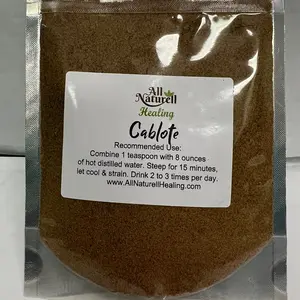 All
Naturell
Healing
Cablote
Recommended Use:
Combine 1 teaspoon with 8 ounces
of hot distilled water. Steep for 15 minutes,
let cool & strain. Drink 2 to 3 times per day.
www.AllNaturellHealing.com